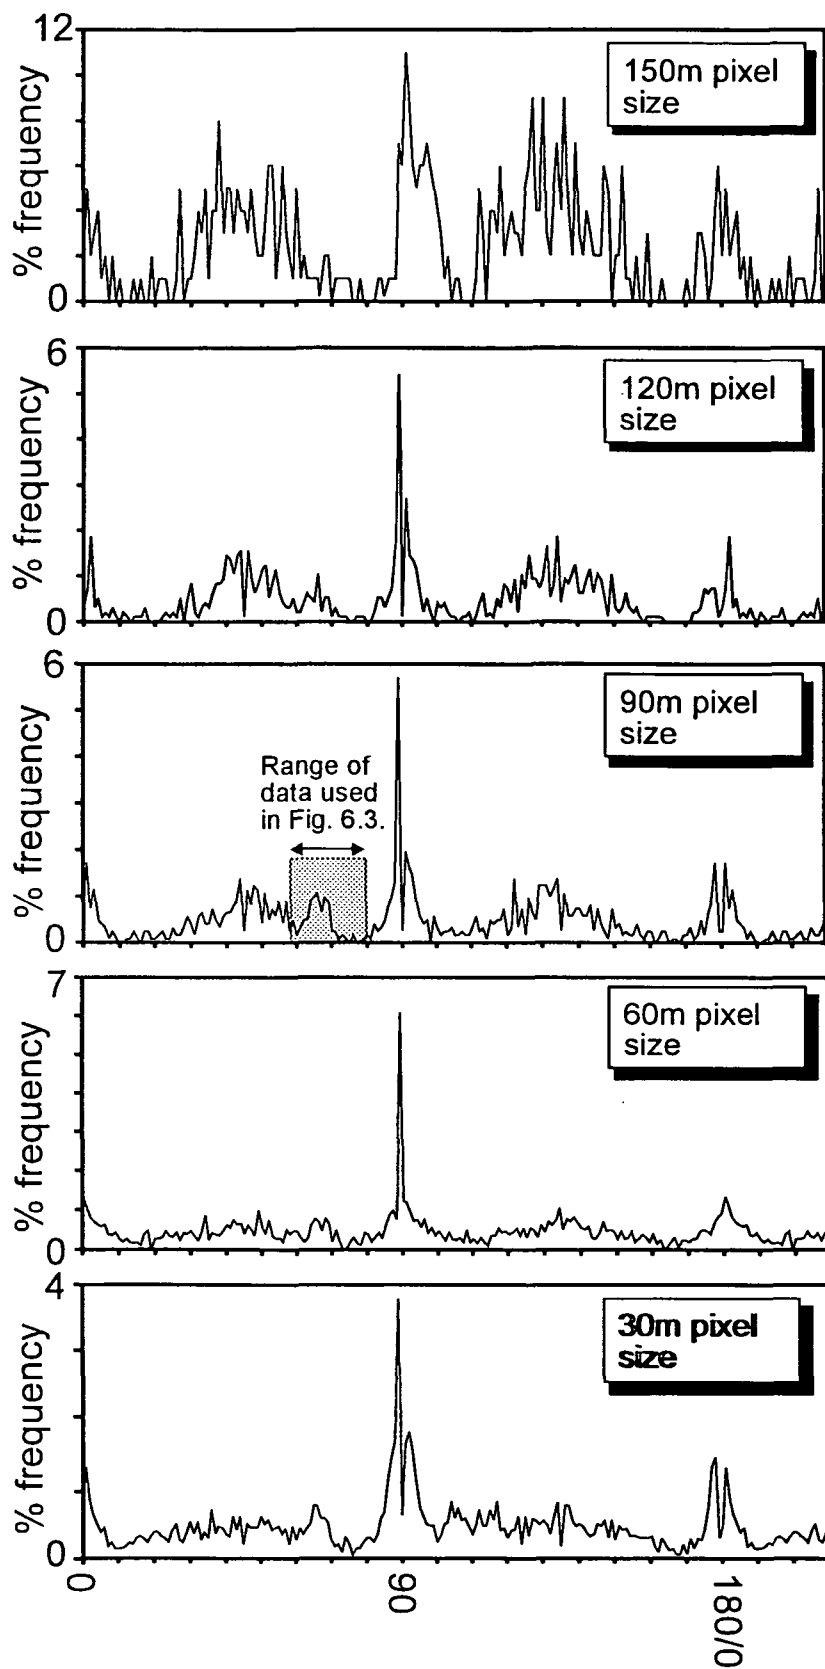 12
% frequency
150m pixel
size
0
6
% frequency
120m pixel
size
0
6
% frequency
90m pixel
size
Range of
data used
in Fig. 6.3.
0
7
% frequency
60m pixel
size
0
4
% frequency
30m pixel
size
0
0
90
180/0